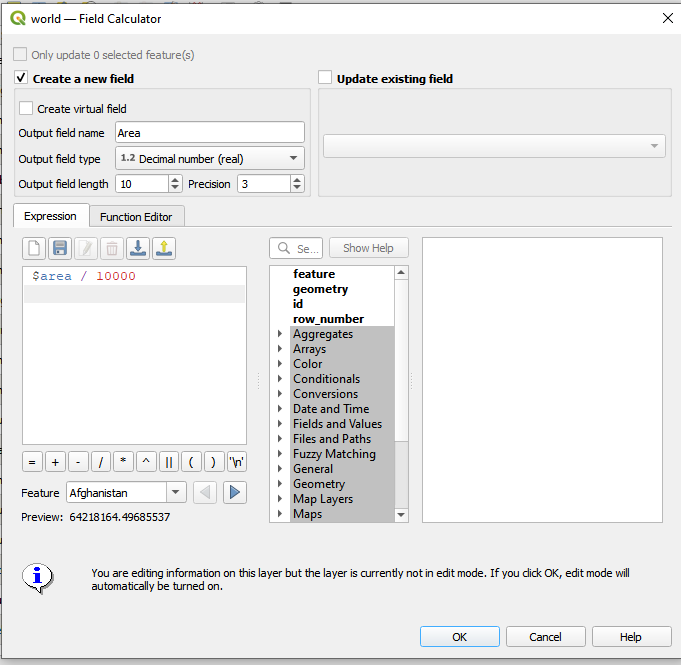 world — Field Calculator
Only update 0 selected feature(s)
Create a new field
Update existing field
Create virtual field
Output field name Area
Output field type 1.2 Decimal number (real)
Output field length 10 Precision 3
Expression Function Editor
Se... Show Help
$area / 10000
feature
geometry
id
row_number
Aggregates
Arrays
Color
Conditionals
Conversions
Date and Time
Fields and Values
Files and Paths
Fuzzy Matching
General
Geometry
Map Layers
Maps
= + - / * ^ || ( ) '\n'
Feature Afghanistan
Preview: 64218164.49685537
You are editing information on this layer but the layer is currently not in edit mode. If you click OK, edit mode will
automatically be turned on.
OK Cancel Help